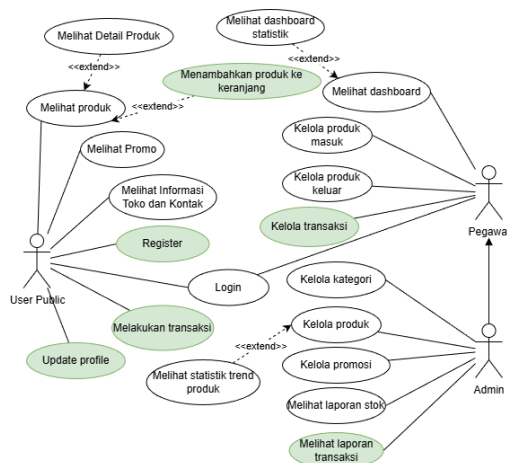 Melihat Detail Produk
Melihat dashboard
statistik
<<extend>>
<<extend>>
Menambahkan produk ke
keranjang
Melihat produk
<<extend>>
Melihat dashboard
Melihat Promo
Kelola produk
masuk
Melihat Informasi
Toko dan Kontak
Kelola produk
keluar
Register
Kelola transaksi
Pegawa
User Public
Login
Kelola kategori
Melakukan transaksi
Kelola produk
<<extend>>
Update profile
Melihat statistik trend
produk
Kelola promosi
Admin
Melihat laporan stok
Melihat laporan
transaksi